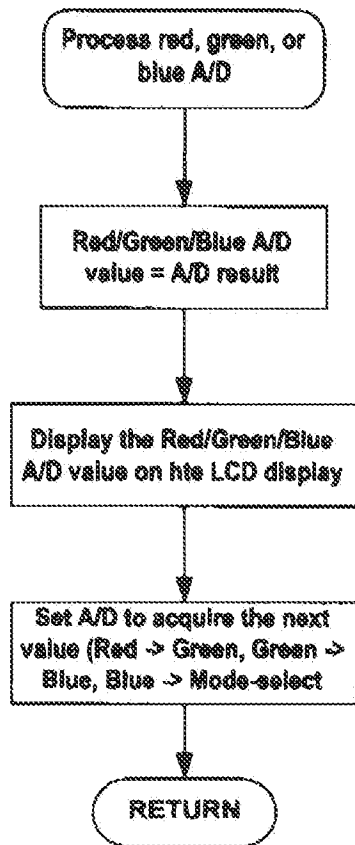 Process red, green, or
blue A/D
Red/Green/Blue A/D
value = A/D result
Display the Red/Green/Blue
A/D value on hte LCD display
Set A/D to acquire the next
value (Red -> Green, Green ->
Blue, Blue -> Mode-select
RETURN